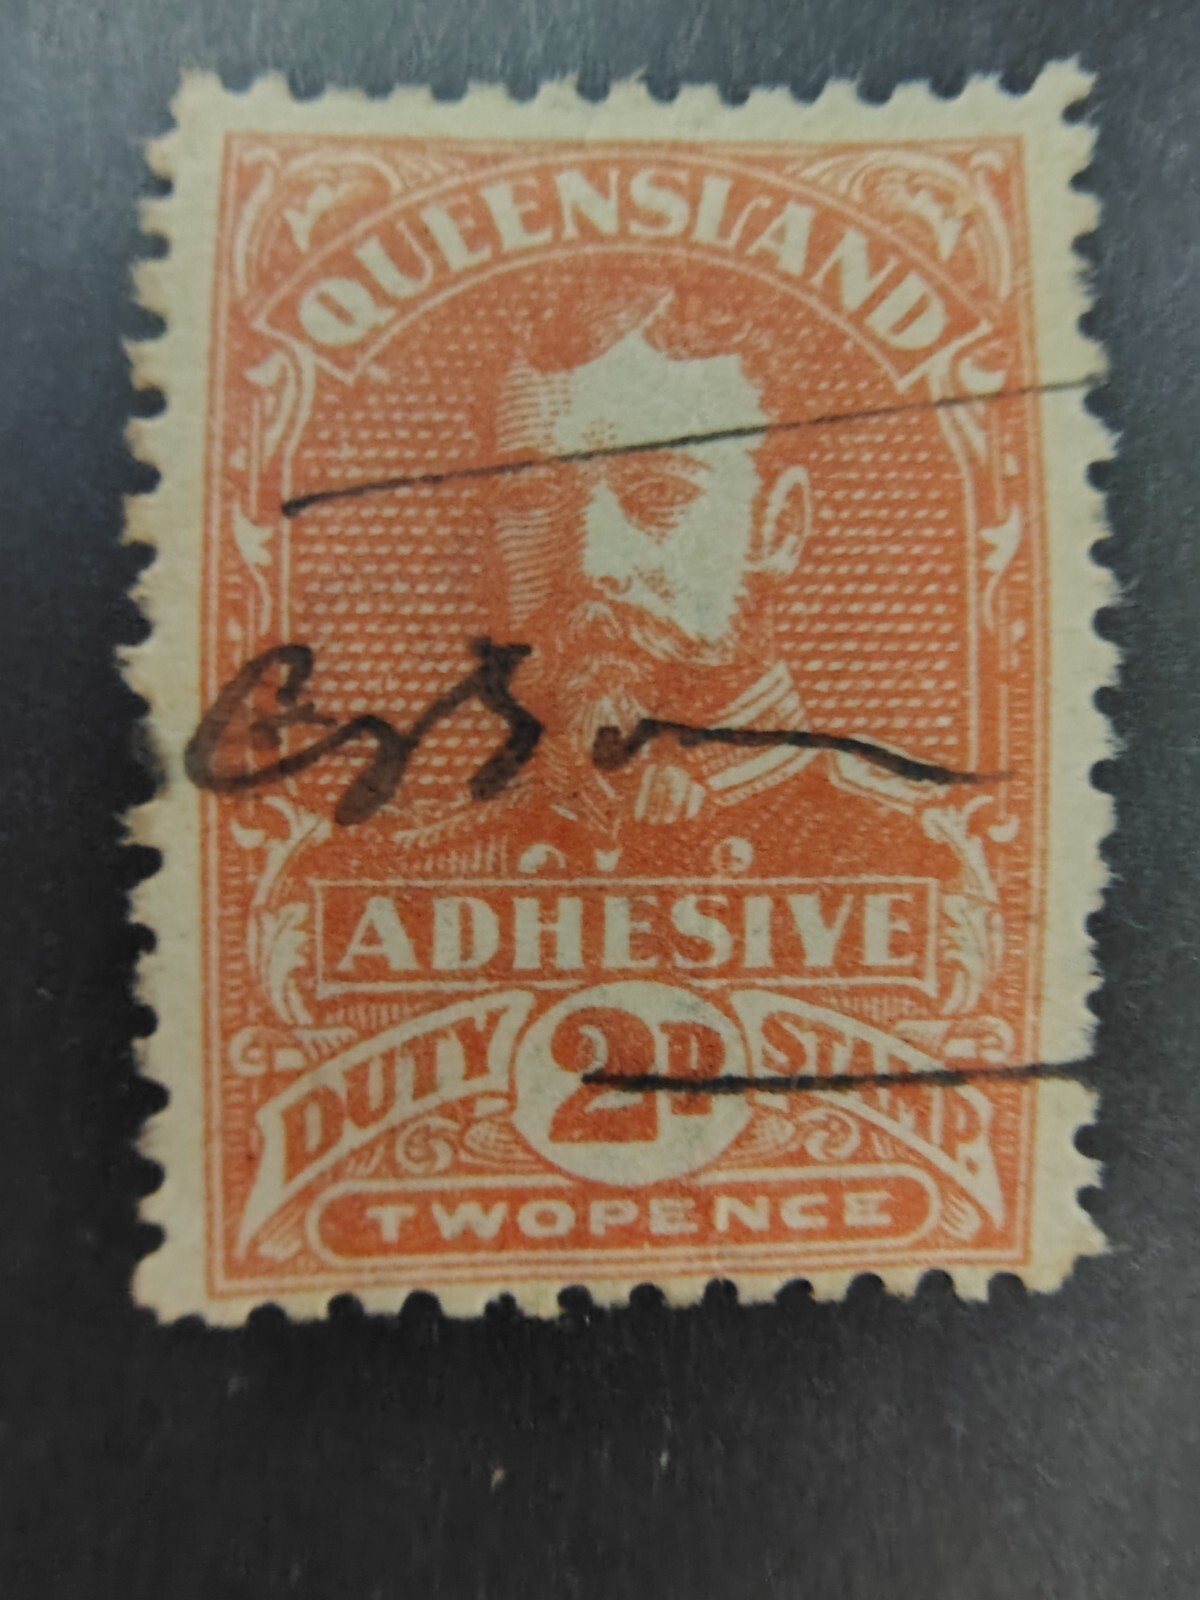 QUEENSLAND
ADHESIVE
DUTY 2D STAMP.
TWOPENCE